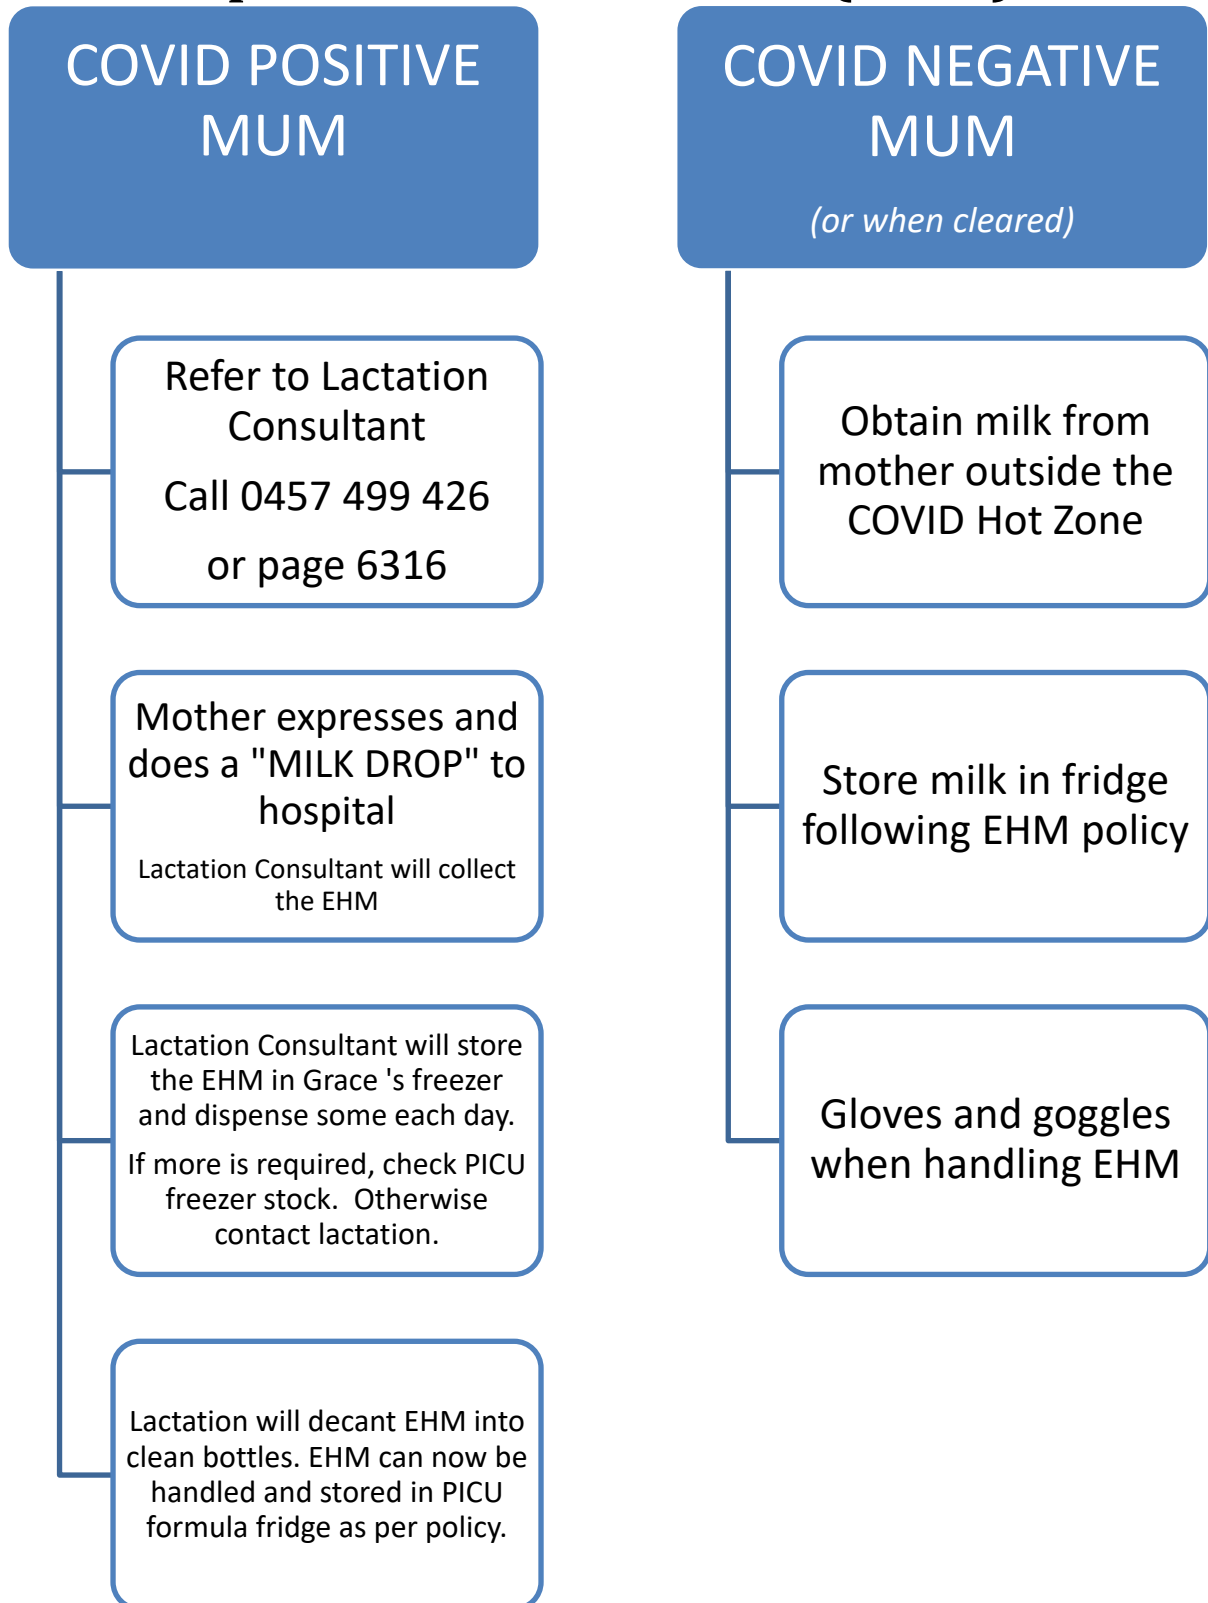 COVID POSITIVE
MUM
Refer to Lactation
Consultant
Call 0457 499 426
or page 6316
Mother expresses and
does a "MILK DROP" to
hospital
Lactation Consultant will collect
the EHM
Lactation Consultant will store
the EHM in Grace 's freezer
and dispense some each day.
If more is required, check PICU
freezer stock.  Otherwise
contact lactation.
Lactation will decant EHM into
clean bottles. EHM can now be
handled and stored in PICU
formula fridge as per policy.
COVID NEGATIVE
MUM
(or when cleared)
Obtain milk from
mother outside the
COVID Hot Zone
Store milk in fridge
following EHM policy
Gloves and goggles
when handling EHM